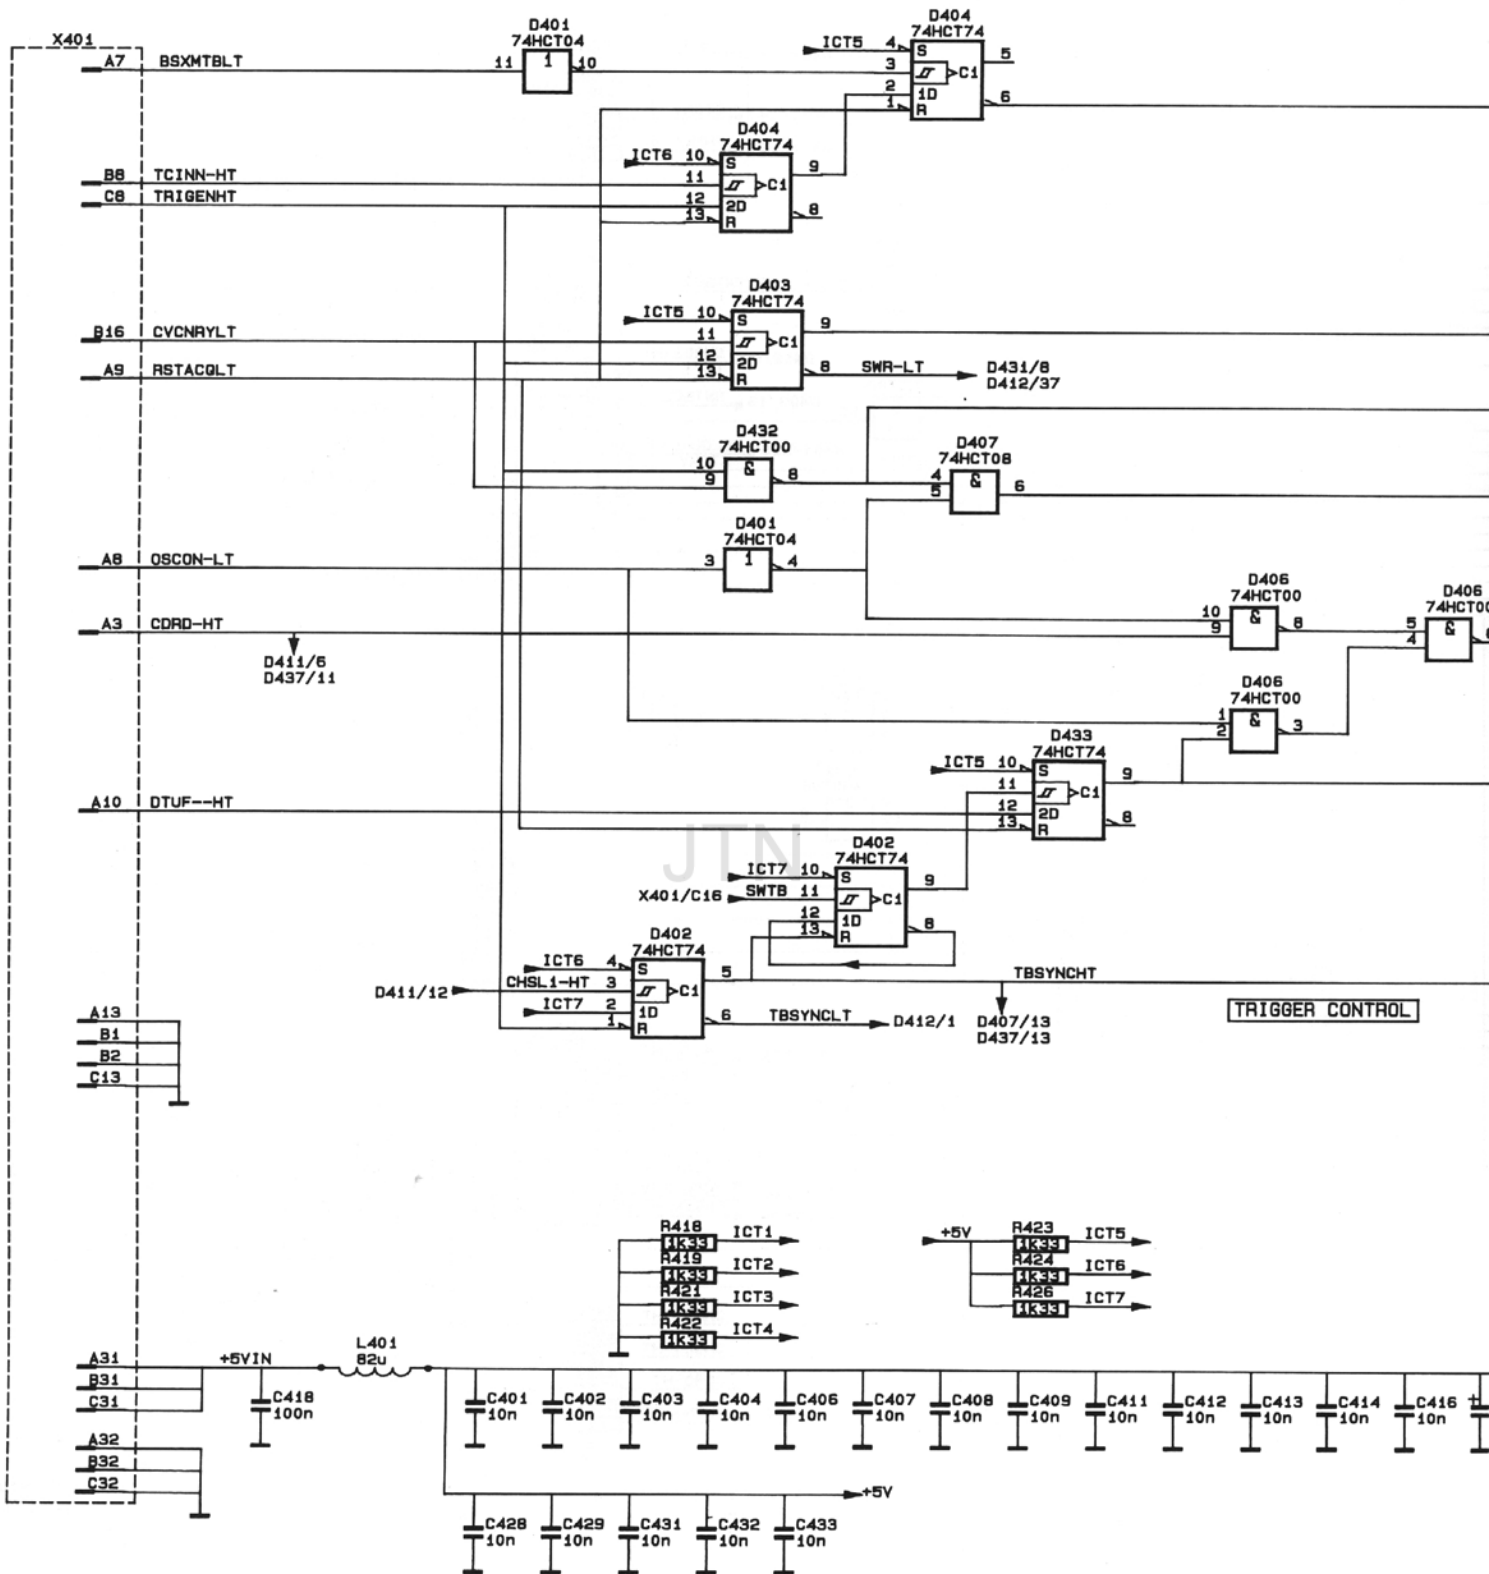 X401
A7 BSXMTBLT
D401
74HCT04
11 1 10
D404
74HCT74
ICT5 4 S 5
3 C1
2 1D
1 R 6
D404
74HCT74
ICT6 10 S 9
B8 TCINN-HT 11 C1
C8 TRIGENHT 12 2D
13 R 8
D403
74HCT74
ICT5 10 S 9
B16 CVCNRYLT 11 C1
12 2D
A9 RSTACQLT 13 R 8 SWR-LT D431/8
D412/37
D432
74HCT00
10 & 8
9
D407
74HCT08
4 & 6
5
D401
74HCT04
A8 OSCON-LT 3 1 4
D406
74HCT00
10 & 8
A3 CDRD-HT 9
D411/6
D437/11
D406
74HCT00
5 &
4
D406
74HCT00
1 & 3
2
D433
74HCT74
ICT5 10 S 9
11 C1
A10 DTUF--HT 12 2D
13 R 8
JTN
D402
74HCT74
ICT7 10 S 9
X401/C16 SWTB 11 C1
12 1D
13 R 8
D402
74HCT74
ICT6 4 S 5 TBSYNCHT
D411/12 CHSL1-HT 3 C1
ICT7 2 1D
1 R 6 TBSYNCLT D412/1
D407/13
D437/13
TRIGGER CONTROL
A13
B1
B2
C13
R418
1K33 ICT1
R419
1K33 ICT2
R421
1K33 ICT3
R422
1K33 ICT4
+5V
R423
1K33 ICT5
R424
1K33 ICT6
R426
1K33 ICT7
A31 +5VIN
B31
C31
L401
82u
C418
100n
C401
10n
C402
10n
C403
10n
C404
10n
C406
10n
C407
10n
C408
10n
C409
10n
C411
10n
C412
10n
C413
10n
C414
10n
C416
10n
+
A32
B32
C32
+5V
C428
10n
C429
10n
C431
10n
C432
10n
C433
10n